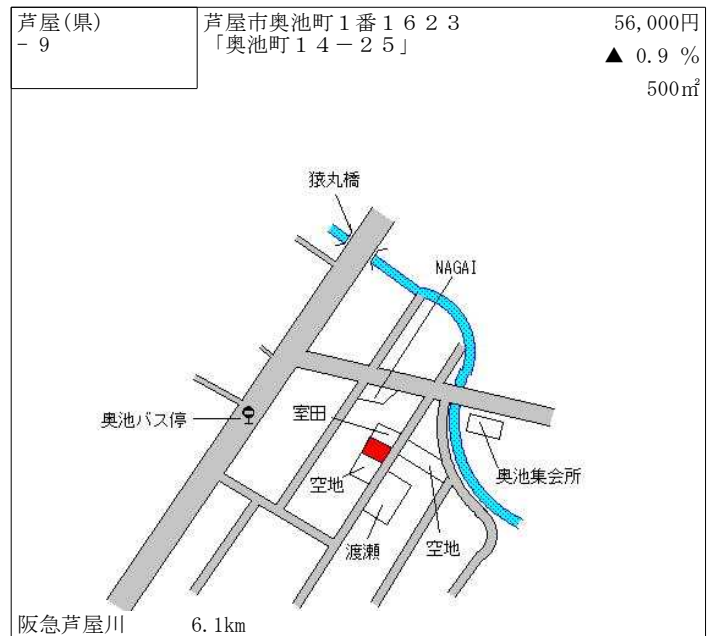 芦屋(県)
- 9
芦屋市奥池町１番１６２３
「奥池町１４－２５」
56,000円
▲ 0.9 %
500㎡
猿丸橋
NAGAI
奥池バス停
室田
空地
奥池集会所
渡瀬
空地
阪急芦屋川 6.1km